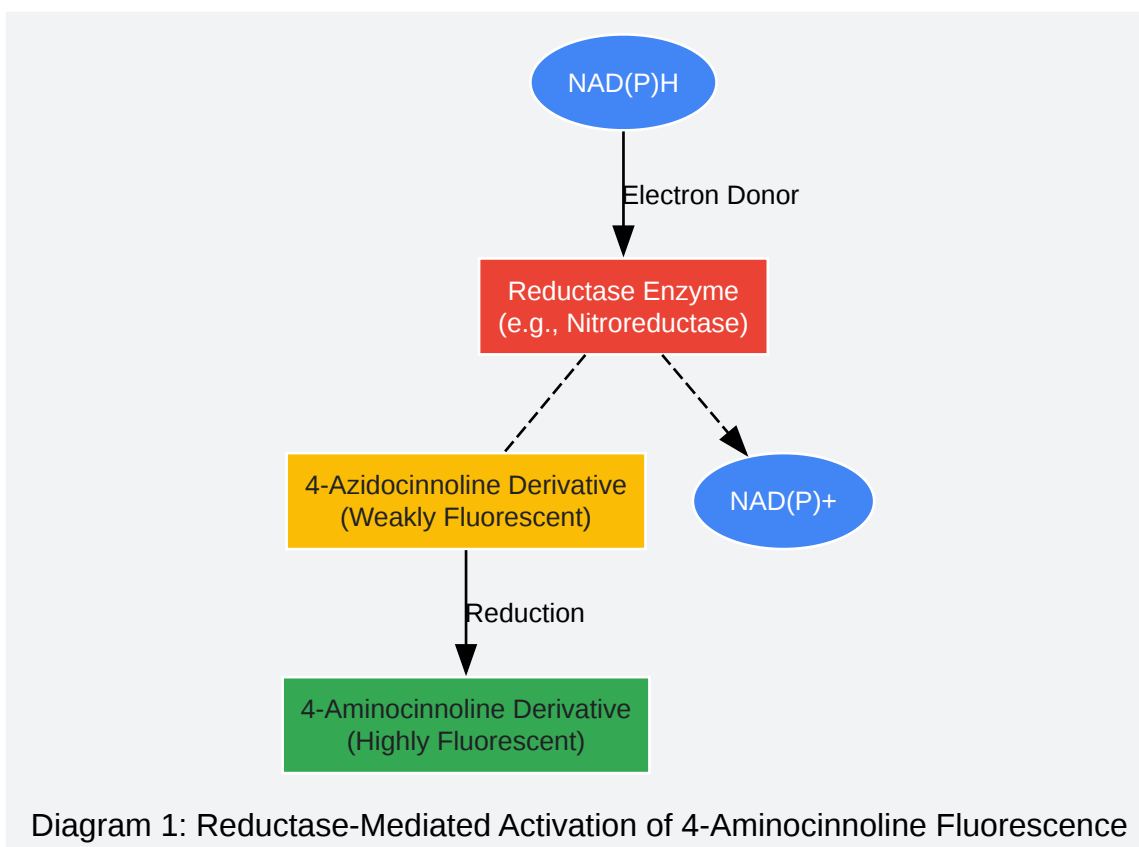 NAD(P)H
Electron Donor
Reductase Enzyme
(e.g., Nitroreductase)
4-Azidocinnoline Derivative
(Weakly Fluorescent)
NAD(P)+
Reduction
4-Aminocinnoline Derivative
(Highly Fluorescent)
Diagram 1: Reductase-Mediated Activation of 4-Aminocinnoline Fluorescence